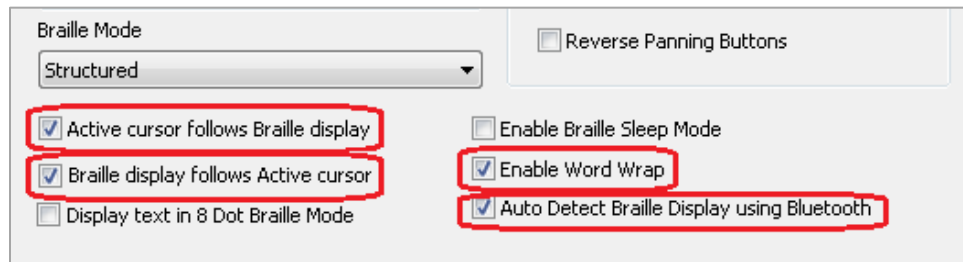 Braille Mode
Structured
Reverse Panning Buttons
Active cursor follows Braille display
Braille display follows Active cursor
Display text in 8 Dot Braille Mode
Enable Braille Sleep Mode
Enable Word Wrap
Auto Detect Braille Display using Bluetooth